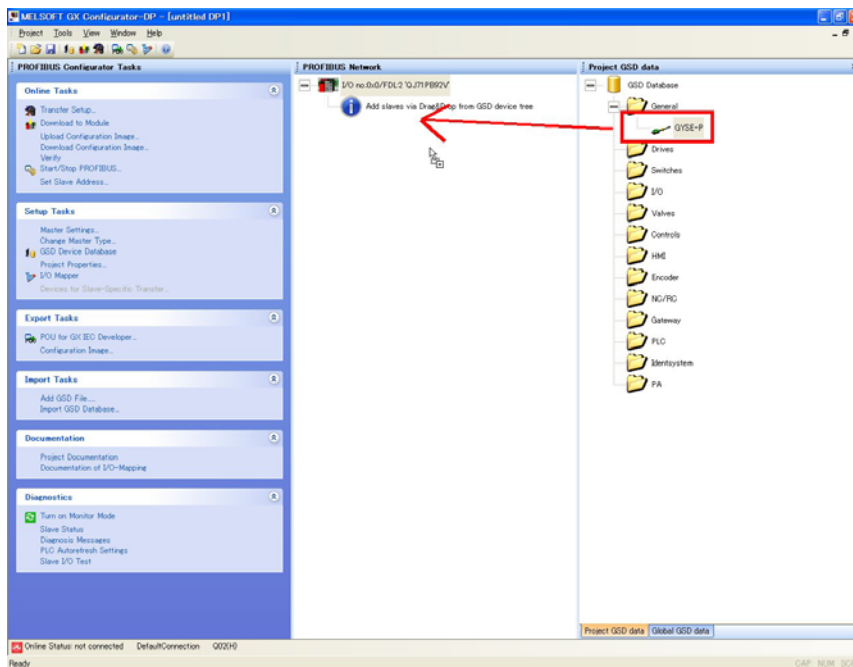 MELSOFT GX Configurator-DP - [untitled DP1]
Project Tools View Window Help
PROFIBUS Configurator Tasks
Online Tasks
Transfer Setup...
Download to Module
Upload Configuration Image...
Download Configuration Image...
Verify
Start/Stop PROFIBUS...
Set Slave Address...
Setup Tasks
Master Settings...
Change Master Type...
GSD Device Database
Project Properties...
I/O Mapper
Devices for Slave-Specific Transfer...
Export Tasks
POU for GX IEC Developer...
Configuration Image...
Import Tasks
Add GSD File....
Import GSD Database...
Documentation
Project Documentation
Documentation of I/O-Mapping
Diagnostics
Turn on Monitor Mode
Slave Status
Diagnosis Messages
PLC Autorefresh Settings
Slave I/O Test
PROFIBUS Network
I/O no.:0x0/FDL:2 'QJ71PB92V'
Add slaves via Drag&Drop from GSD device tree
Project GSD data
GSD Database
General
GYSE-P
Drives
Switches
I/O
Valves
Controls
HMI
Encoder
NC/RC
Gateway
PLC
Identsystem
PA
Project GSD data Global GSD data
Online Status: not connected DefaultConnection Q02(H)
Ready CAP NUM SC